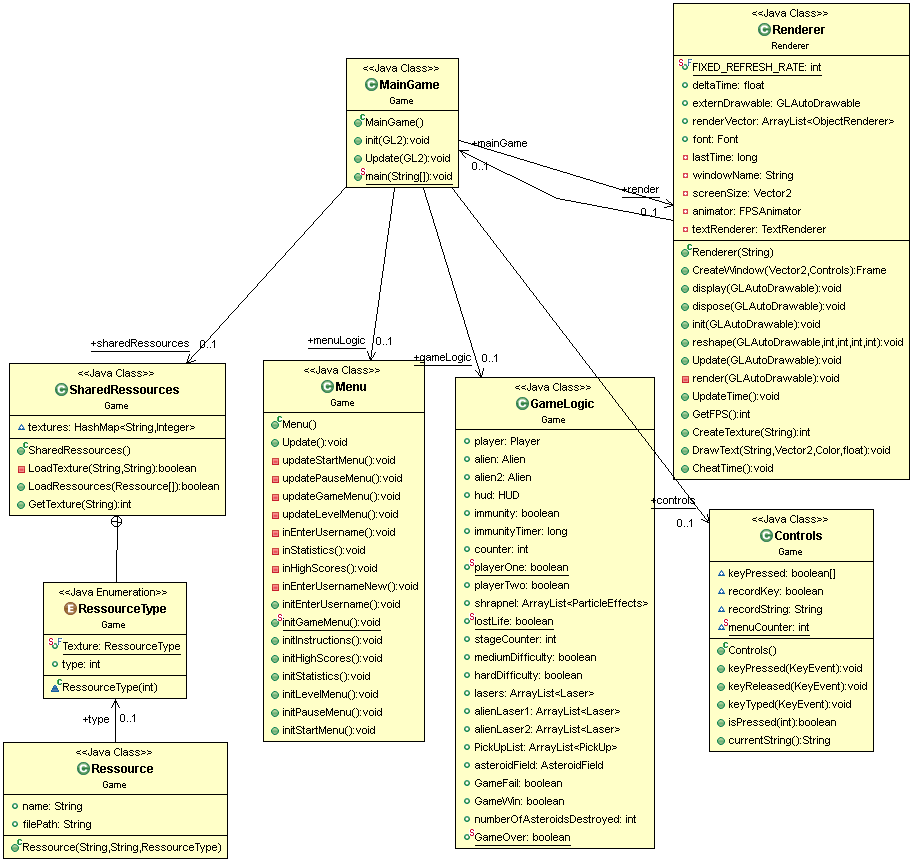 <<Java Class>>
MainGame
Game
MainGame()
init(GL2):void
Update(GL2):void
main(String[]):void
<<Java Class>>
Renderer
Renderer
FIXED_REFRESH_RATE: int
deltaTime: float
externDrawable: GLAutoDrawable
renderVector: ArrayList<ObjectRenderer>
font: Font
lastTime: long
windowName: String
screenSize: Vector2
animator: FPSAnimator
textRenderer: TextRenderer
Renderer(String)
CreateWindow(Vector2,Controls):Frame
display(GLAutoDrawable):void
dispose(GLAutoDrawable):void
init(GLAutoDrawable):void
reshape(GLAutoDrawable,int,int,int,int):void
Update(GLAutoDrawable):void
render(GLAutoDrawable):void
UpdateTime():void
GetFPS():int
CreateTexture(String):int
DrawText(String,Vector2,Color,float):void
CheatTime():void
+mainGame
0..1
+render
0..1
+sharedRessources
0..1
+menuLogic
0..1
+gameLogic
0..1
+controls
0..1
<<Java Class>>
SharedRessources
Game
textures: HashMap<String,Integer>
SharedRessources()
LoadTexture(String,String):boolean
LoadRessources(Ressource[]):boolean
GetTexture(String):int
<<Java Class>>
Menu
Game
Menu()
Update():void
updateStartMenu():void
updatePauseMenu():void
updateGameMenu():void
updateLevelMenu():void
inEnterUsername():void
inStatistics():void
inHighScores():void
inEnterUsernameNew():void
initEnterUsername():void
initGameMenu():void
initInstructions():void
initHighScores():void
initStatistics():void
initLevelMenu():void
initPauseMenu():void
initStartMenu():void
<<Java Class>>
GameLogic
Game
player: Player
alien: Alien
alien2: Alien
hud: HUD
immunity: boolean
immunityTimer: long
counter: int
playerOne: boolean
playerTwo: boolean
shrapnel: ArrayList<ParticleEffects>
lostLife: boolean
stageCounter: int
mediumDifficulty: boolean
hardDifficulty: boolean
lasers: ArrayList<Laser>
alienLaser1: ArrayList<Laser>
alienLaser2: ArrayList<Laser>
PickUpList: ArrayList<PickUp>
asteroidField: AsteroidField
GameFail: boolean
GameWin: boolean
numberOfAsteroidsDestroyed: int
GameOver: boolean
<<Java Class>>
Controls
Game
keyPressed: boolean[]
recordKey: boolean
recordString: String
menuCounter: int
Controls()
keyPressed(KeyEvent):void
keyReleased(KeyEvent):void
keyTyped(KeyEvent):void
isPressed(int):boolean
currentString():String
<<Java Enumeration>>
RessourceType
Game
Texture: RessourceType
type: int
RessourceType(int)
+type
0..1
<<Java Class>>
Ressource
Game
name: String
filePath: String
Ressource(String,String,RessourceType)